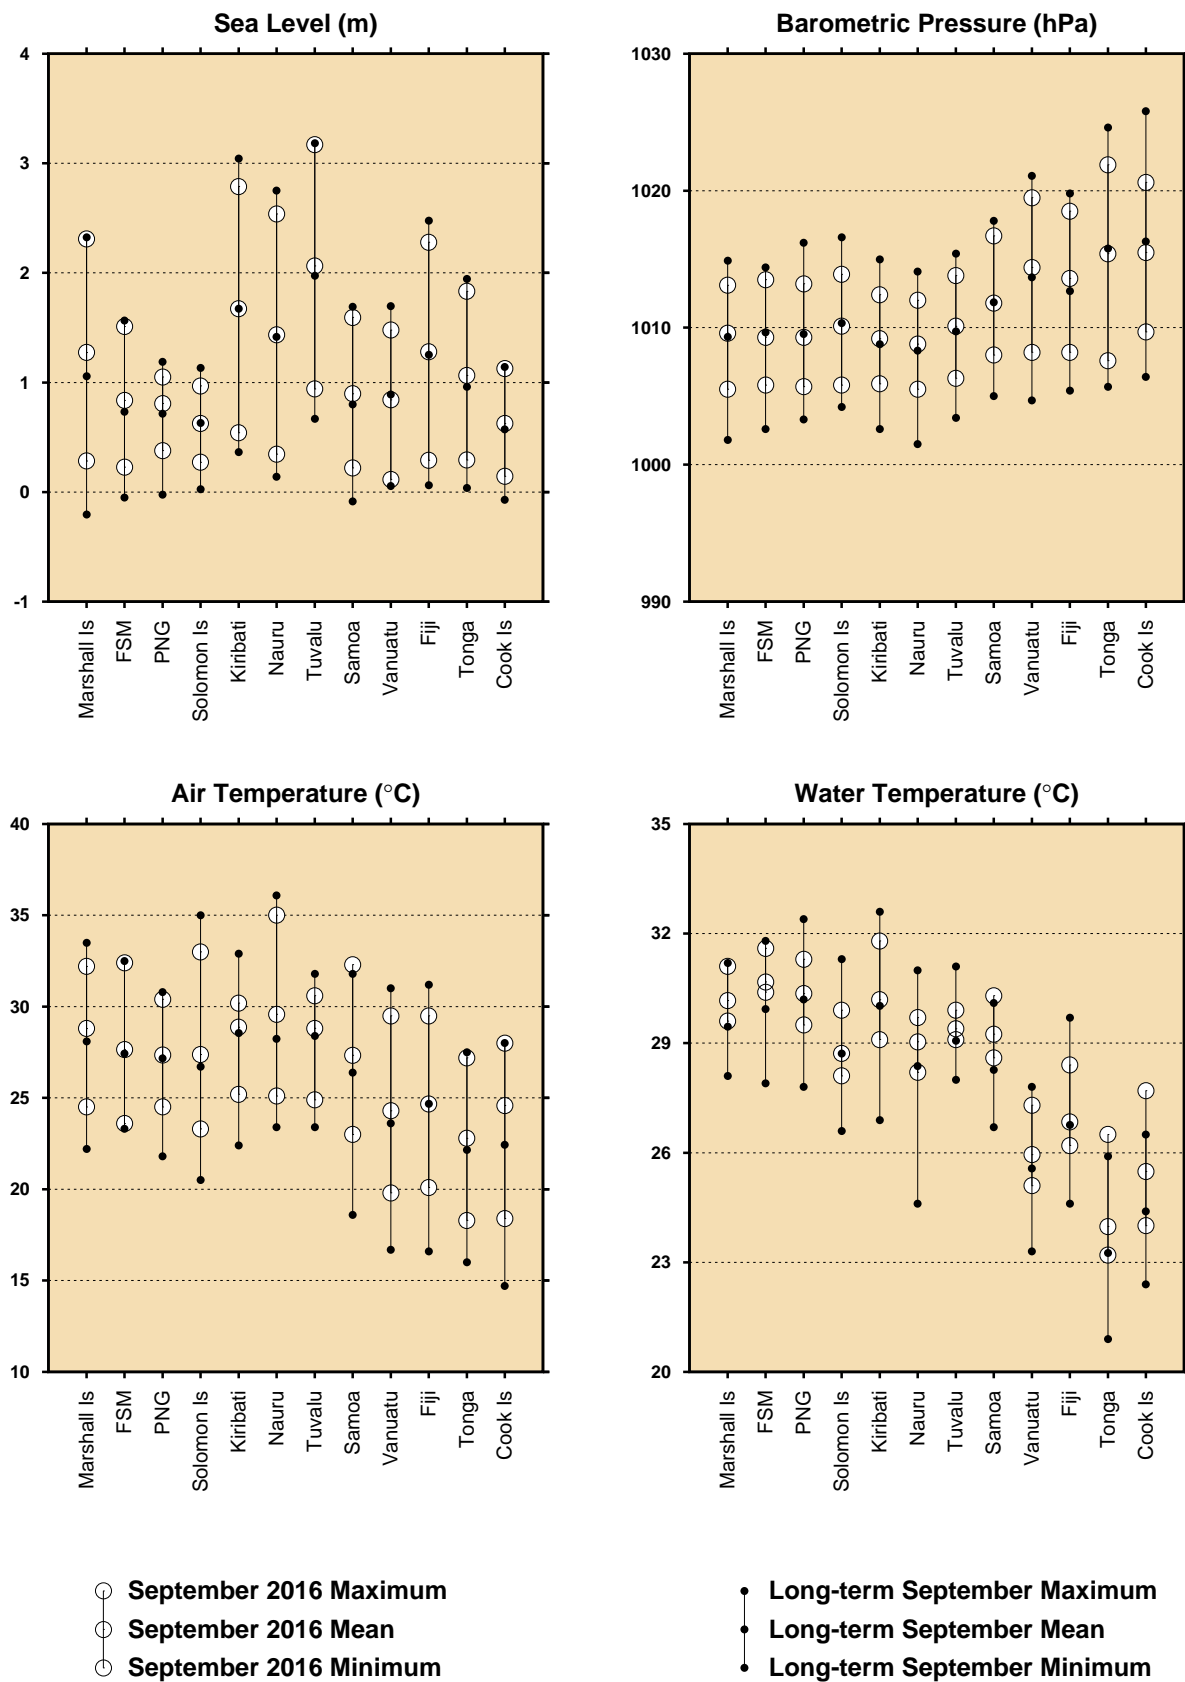 Sea Level (m)
4
3
2
1
0
-1
Marshall Is
FSM
PNG
Solomon Is
Kiribati
Nauru
Tuvalu
Samoa
Vanuatu
Fiji
Tonga
Cook Is
Barometric Pressure (hPa)
1030
1020
1010
1000
990
Marshall Is
FSM
PNG
Solomon Is
Kiribati
Nauru
Tuvalu
Samoa
Vanuatu
Fiji
Tonga
Cook Is
Air Temperature (°C)
40
35
30
25
20
15
10
Marshall Is
FSM
PNG
Solomon Is
Kiribati
Nauru
Tuvalu
Samoa
Vanuatu
Fiji
Tonga
Cook Is
Water Temperature (°C)
35
32
29
26
23
20
Marshall Is
FSM
PNG
Solomon Is
Kiribati
Nauru
Tuvalu
Samoa
Vanuatu
Fiji
Tonga
Cook Is
September 2016 Maximum
September 2016 Mean
September 2016 Minimum
Long-term September Maximum
Long-term September Mean
Long-term September Minimum